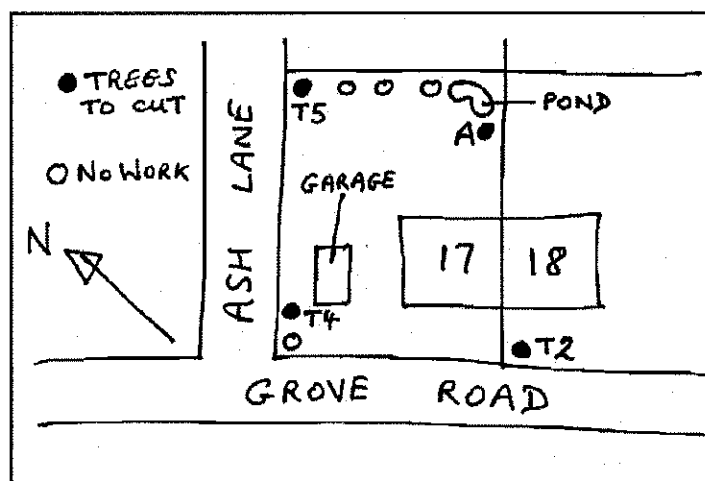 TREES
TO CUT
NO WORK
N
ASH LANE
T5
POND
A
GARAGE
17
18
T4
T2
GROVE ROAD